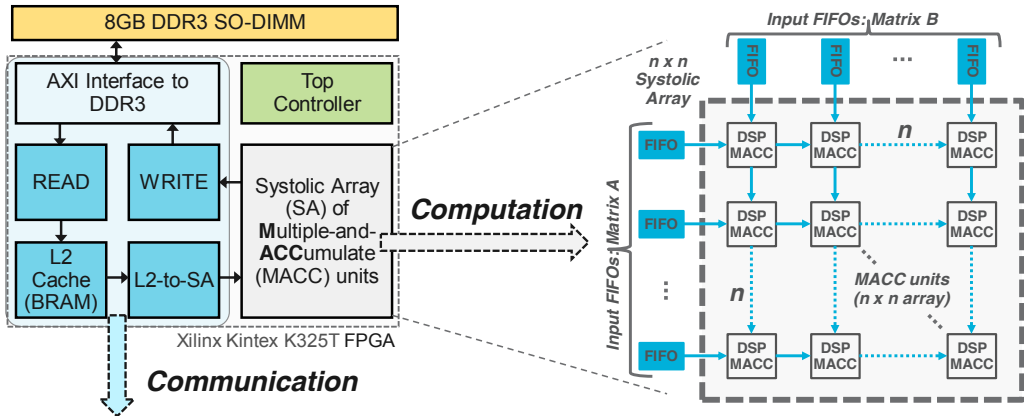 8GB DDR3 SO-DIMM
AXI Interface to
DDR3
Top
Controller
READ
WRITE
Systolic Array
(SA) of
Multiple-and-
ACCumulate
(MACC) units
L2
Cache
(BRAM)
L2-to-SA
Xilinx Kintex K325T FPGA
Communication
Computation
Input FIFOs: Matrix B
n x n
Systolic
Array
FIFO
FIFO
...
FIFO
Input FIFOs: Matrix A
FIFO
DSP
MACC
DSP
MACC
n
DSP
MACC
FIFO
DSP
MACC
DSP
MACC
DSP
MACC
...
n
MACC units
(n x n array)
FIFO
DSP
MACC
DSP
MACC
DSP
MACC